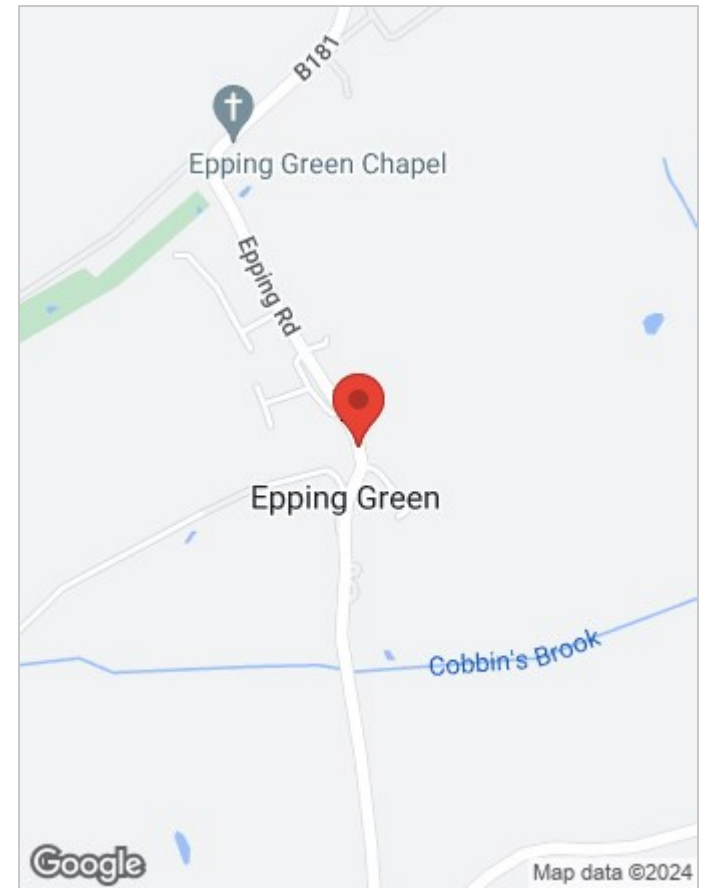 B181
Epping Green Chapel
Epping Rd
Epping Green
Cobbin's Brook
Google
Map data ©2024